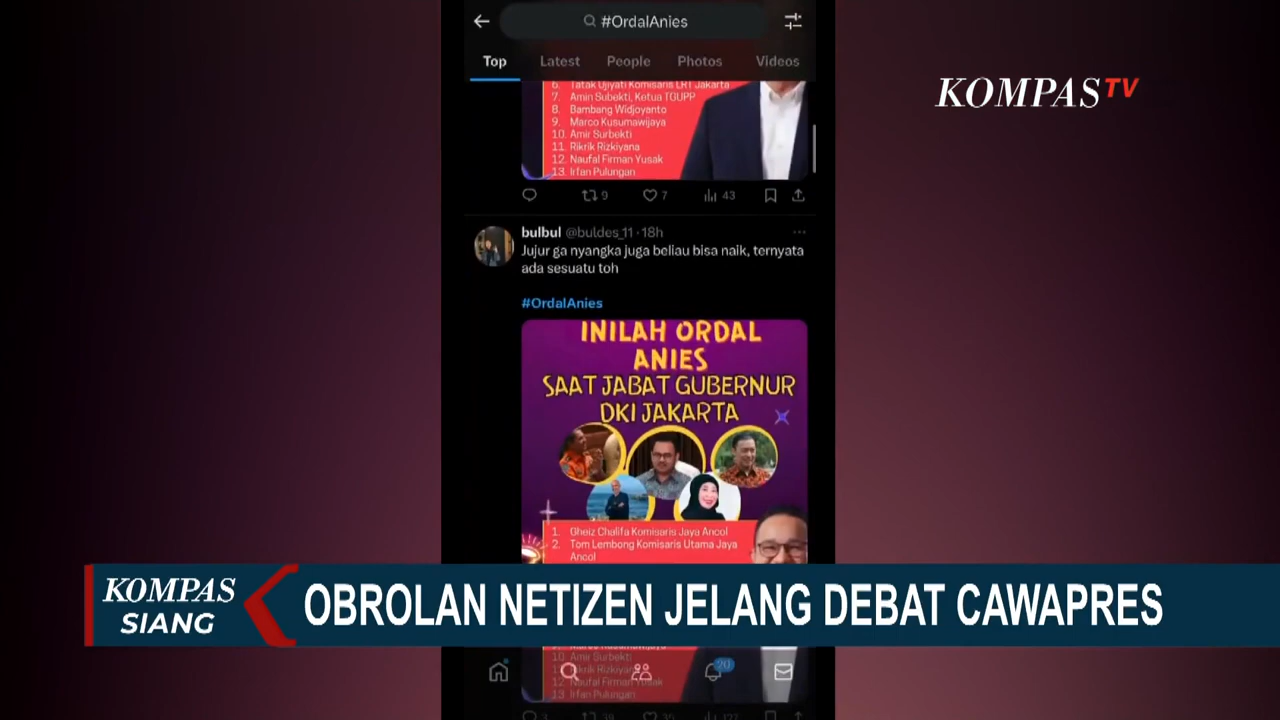 #OrdalAnies
Top Latest People Photos Videos
KOMPASTV
6. Tatak Ujiyati Komisaris LRT Jakarta
7. Amin Subekti, Ketua TGUPP
8. Bambang Widjoyanto
9. Marco Kusumawijaya
10. Amir Surbekti
11. Rikrik Rizkiyana
12. Naufal Firman Yusak
13. Irfan Pulungan
9 7 43
bulbul @buldes_11 · 18h
Jujur ga nyangka juga beliau bisa naik, ternyata
ada sesuatu toh
#OrdalAnies
INILAH ORDAL
ANIES
SAAT JABAT GUBERNUR
DKI JAKARTA
1. Gheiz Chalifa Komisaris Jaya Ancol
2. Tom Lembong Komisaris Utama Jaya
Ancol
KOMPAS
SIANG
OBROLAN NETIZEN JELANG DEBAT CAWAPRES
10. Amir Surbekti
11. Rikrik Rizkiyana
12. Naufal Firman Yusak
13. Irfan Pulungan
20
3 39 30 127